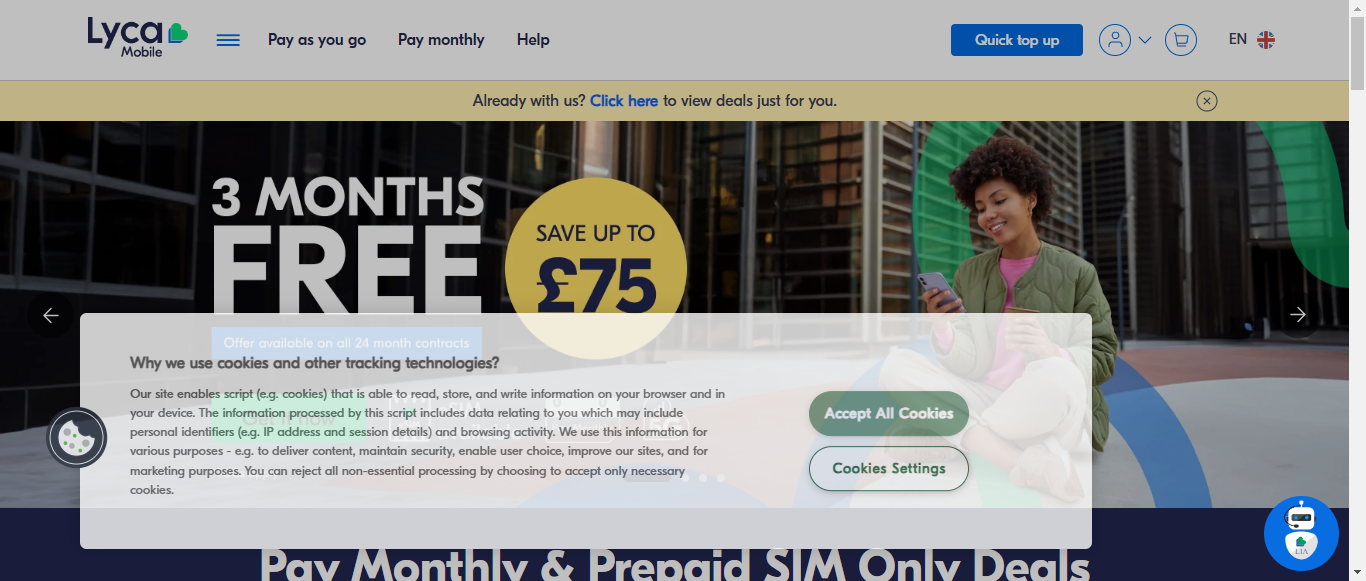 Lyca
Mobile
Pay as you go
Pay monthly
Help
Quick top up
EN
Already with us? Click here to view deals just for you.
3 MONTHS
FREE
SAVE UP TO
£75
Offer available on all 24 month contracts
Why we use cookies and other tracking technologies?
Our site enables script (e.g. cookies) that is able to read, store, and write information on your browser and in
your device. The information processed by this script includes data relating to you which may include
personal identifiers (e.g. IP address and session details) and browsing activity. We use this information for
various purposes - e.g. to deliver content, maintain security, enable user choice, improve our sites, and for
marketing purposes. You can reject all non-essential processing by choosing to accept only necessary
cookies.
Get it now
5G
Accept All Cookies
Cookies Settings
LIA
Pay Monthly & Prepaid SIM Only Deals